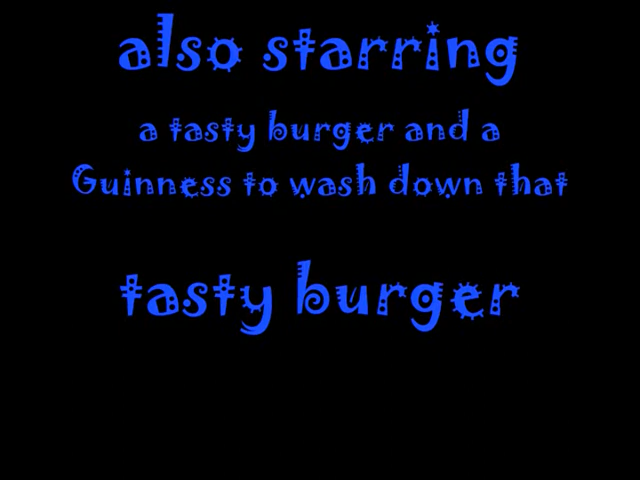 also starring
a tasty burger and a
Guinness to wash down that
tasty burger